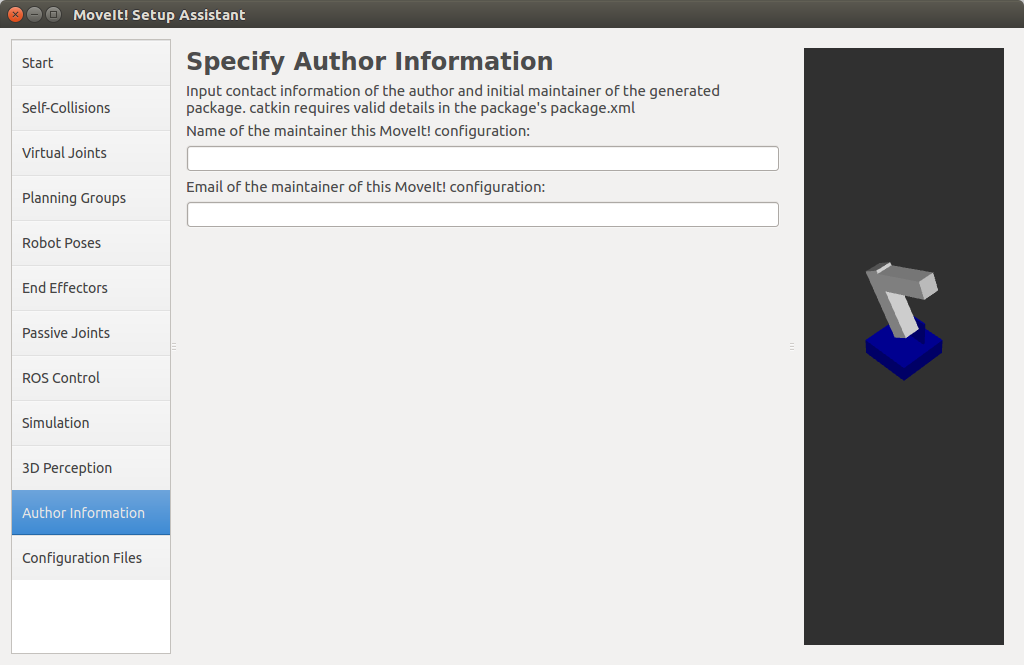 MoveIt! Setup Assistant
Start
Self-Collisions
Virtual Joints
Planning Groups
Robot Poses
End Effectors
Passive Joints
ROS Control
Simulation
3D Perception
Author Information
Configuration Files
Specify Author Information
Input contact information of the author and initial maintainer of the generated
package. catkin requires valid details in the package's package.xml
Name of the maintainer this MoveIt! configuration:
Email of the maintainer of this MoveIt! configuration: